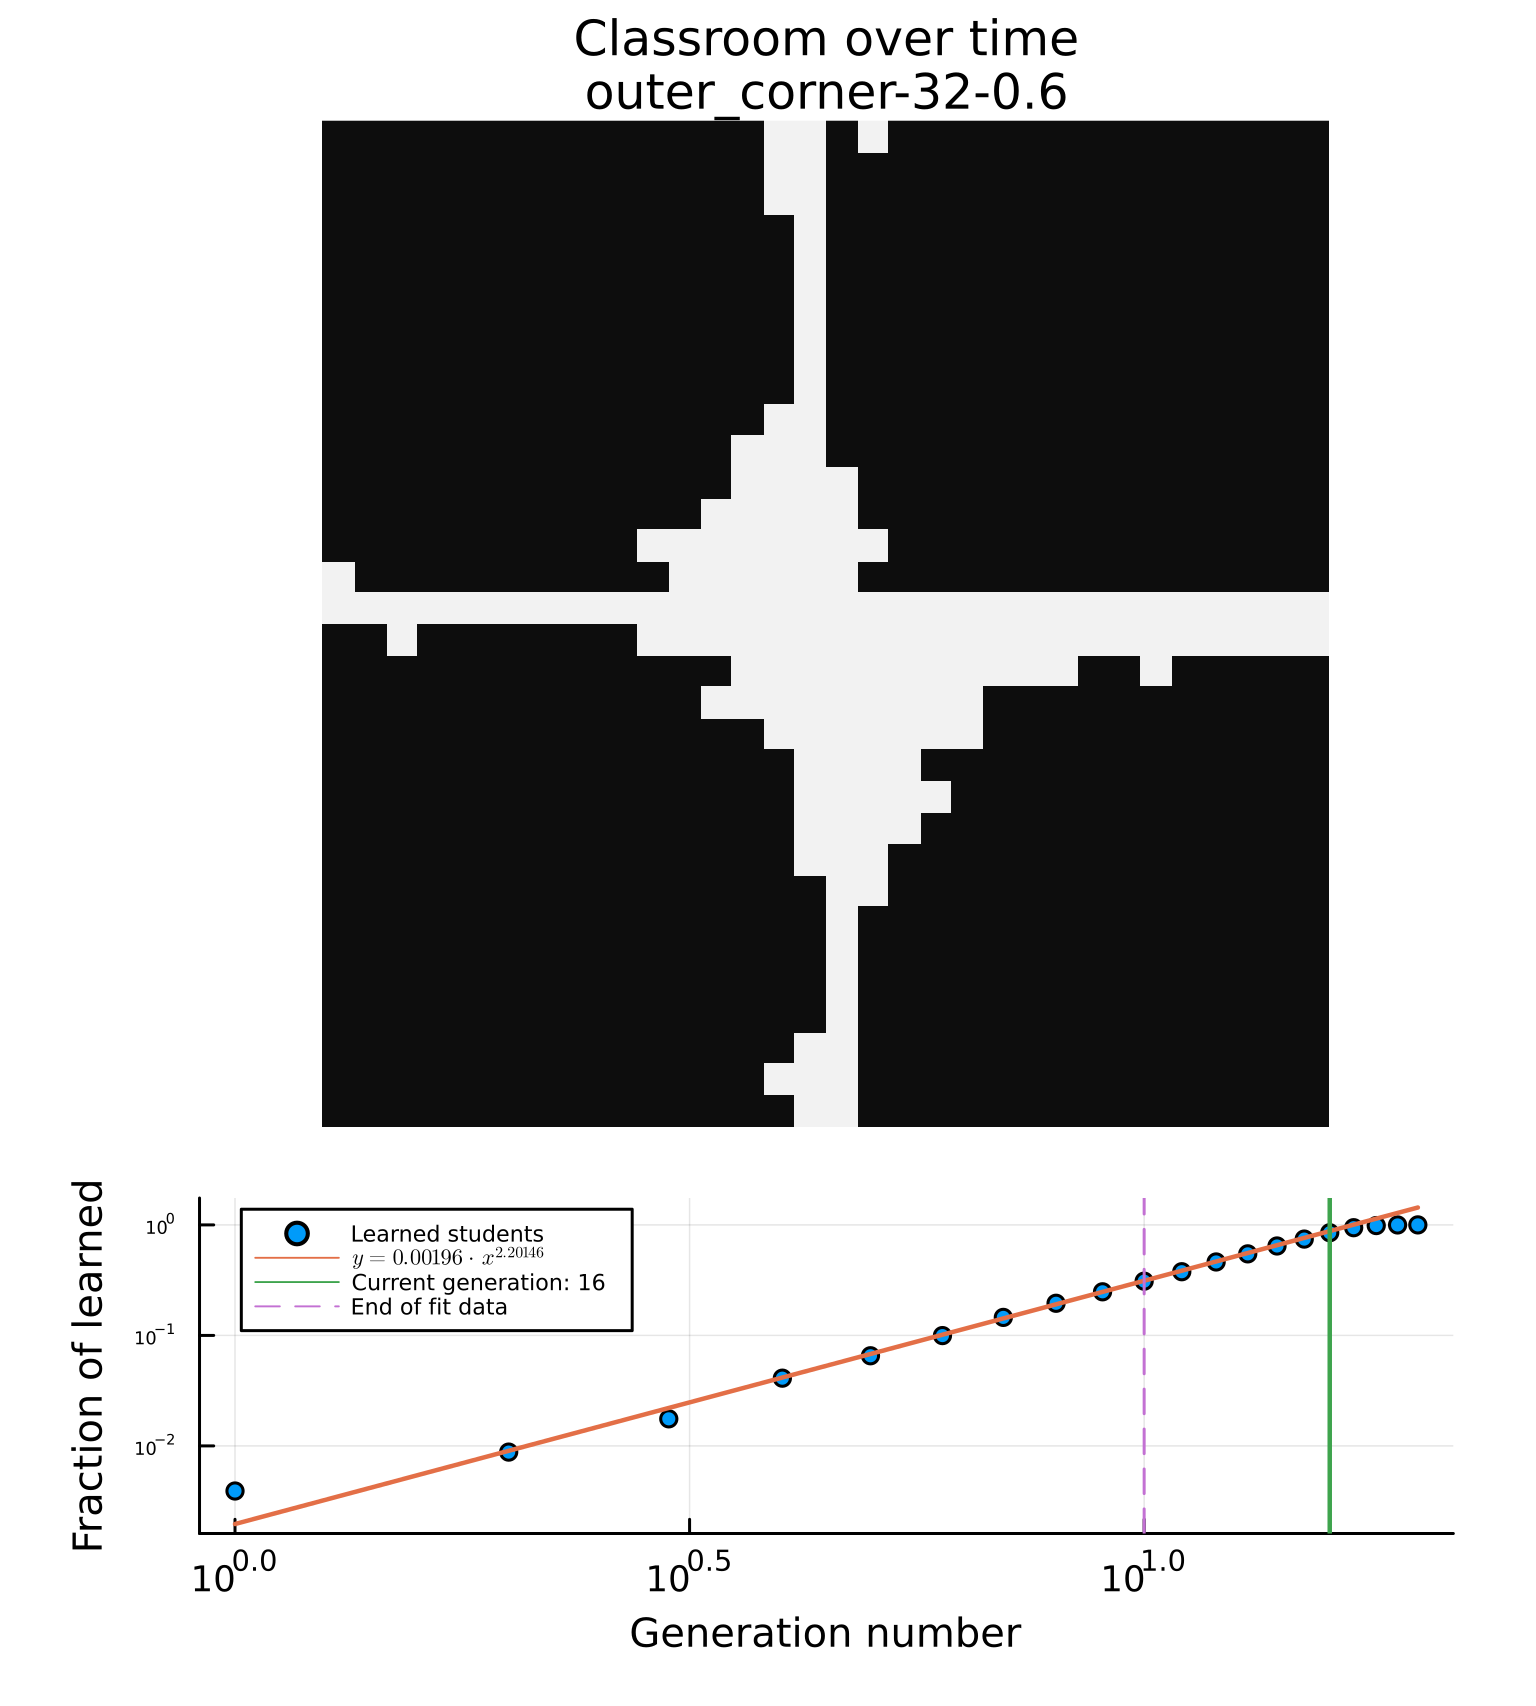 Classroom over time
outer_corner-32-0.6
Fraction of learned
10^0
10^−1
10^−2
Learned students
y = 0.00196 · x^2.20146
Current generation: 16
End of fit data
10^0.0 10^0.5 10^1.0
Generation number